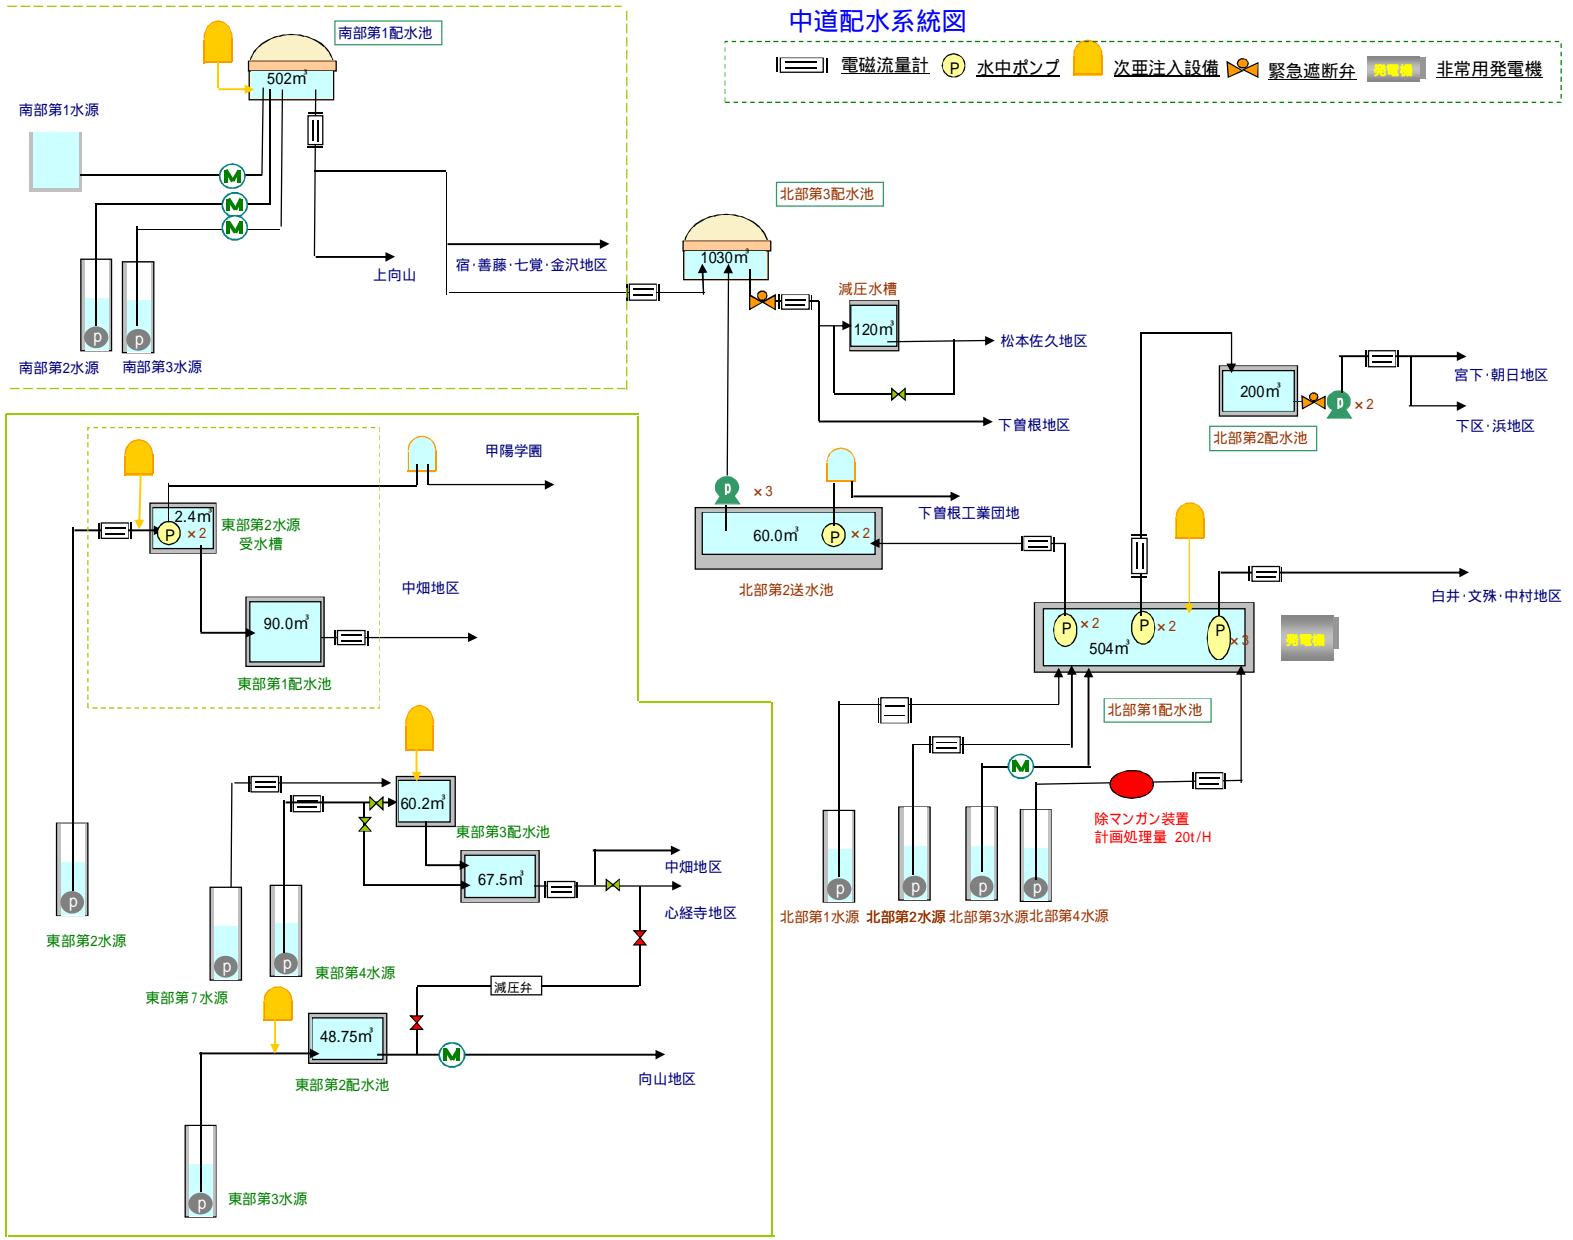 中道配水系統図
電磁流量計
P
水中ポンプ
次亜注入設備
緊急遮断弁
発電機
非常用発電機
南部第1配水池
502㎥
南部第1水源
M
M
M
上向山
宿・善藤・七覚・金沢地区
p
p
南部第2水源
南部第3水源
北部第3配水池
1030㎥
減圧水槽
120㎥
松本佐久地区
下曽根地区
200㎥
p
×2
北部第2配水池
宮下・朝日地区
下区・浜地区
甲陽学園
2.4㎥
P
×2
東部第2水源
受水槽
中畑地区
90.0㎥
東部第1配水池
p
×3
下曽根工業団地
60.0㎥
P
×2
北部第2送水池
白井・文殊・中村地区
P
×2
P
×2
P
×3
504㎥
発電機
北部第1配水池
M
除マンガン装置
計画処理量 20t/H
p
p
p
p
北部第1水源
北部第2水源
北部第3水源
北部第4水源
60.2㎥
東部第3配水池
67.5㎥
中畑地区
心経寺地区
p
東部第2水源
p
p
東部第4水源
東部第7水源
減圧弁
48.75㎥
M
東部第2配水池
向山地区
p
東部第3水源